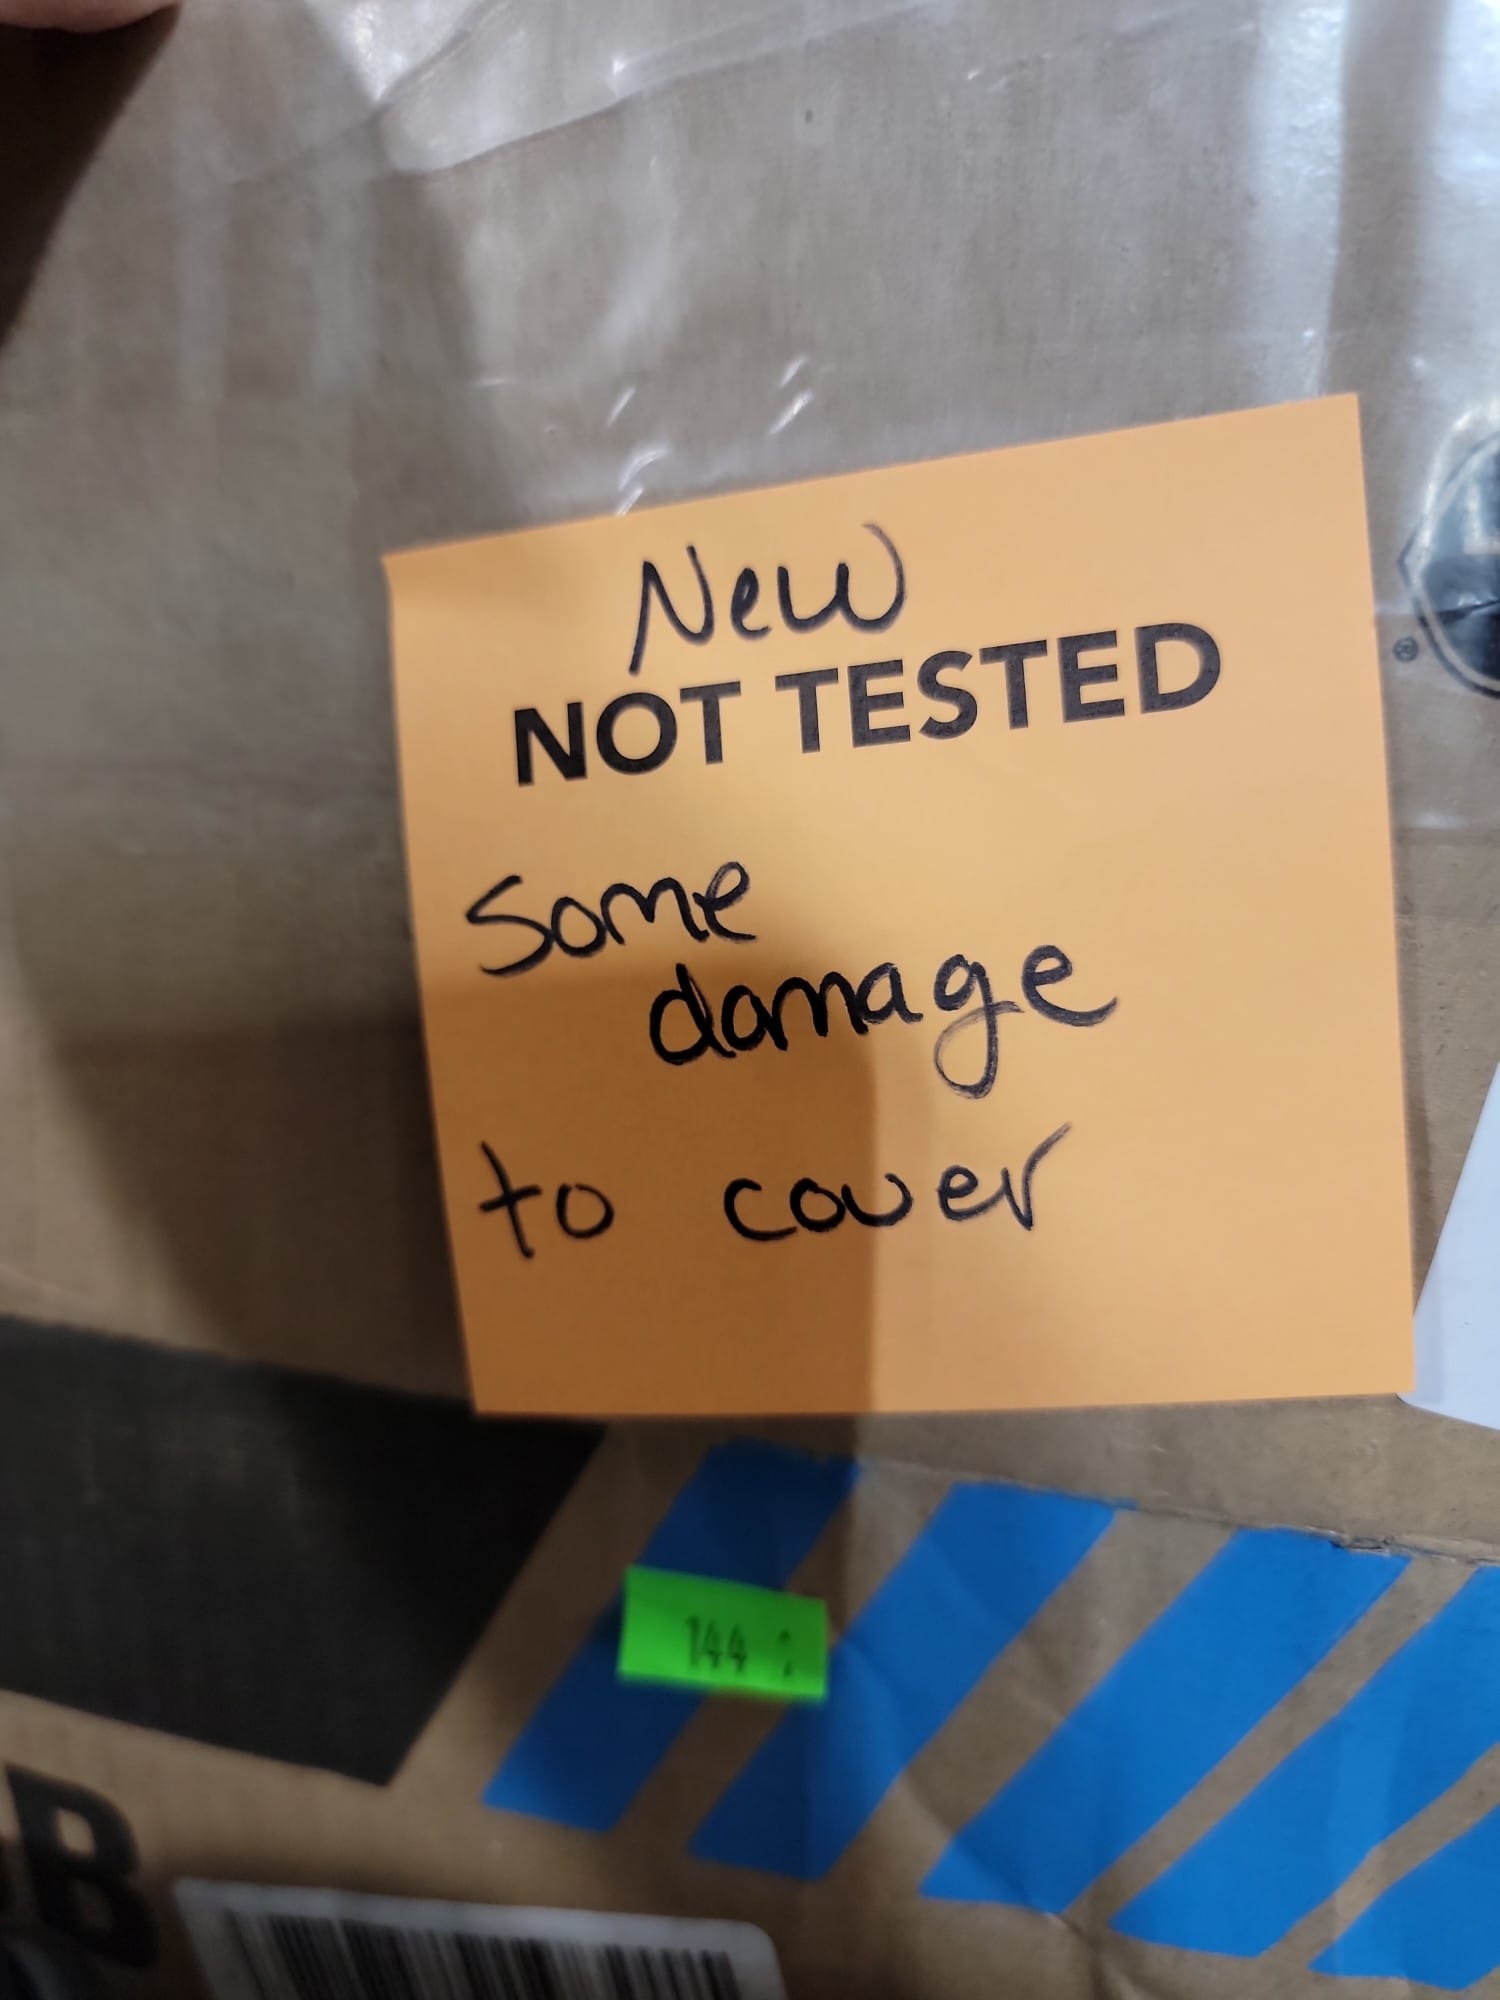 New
NOT TESTED
Some
damage
to cover
®
144
B